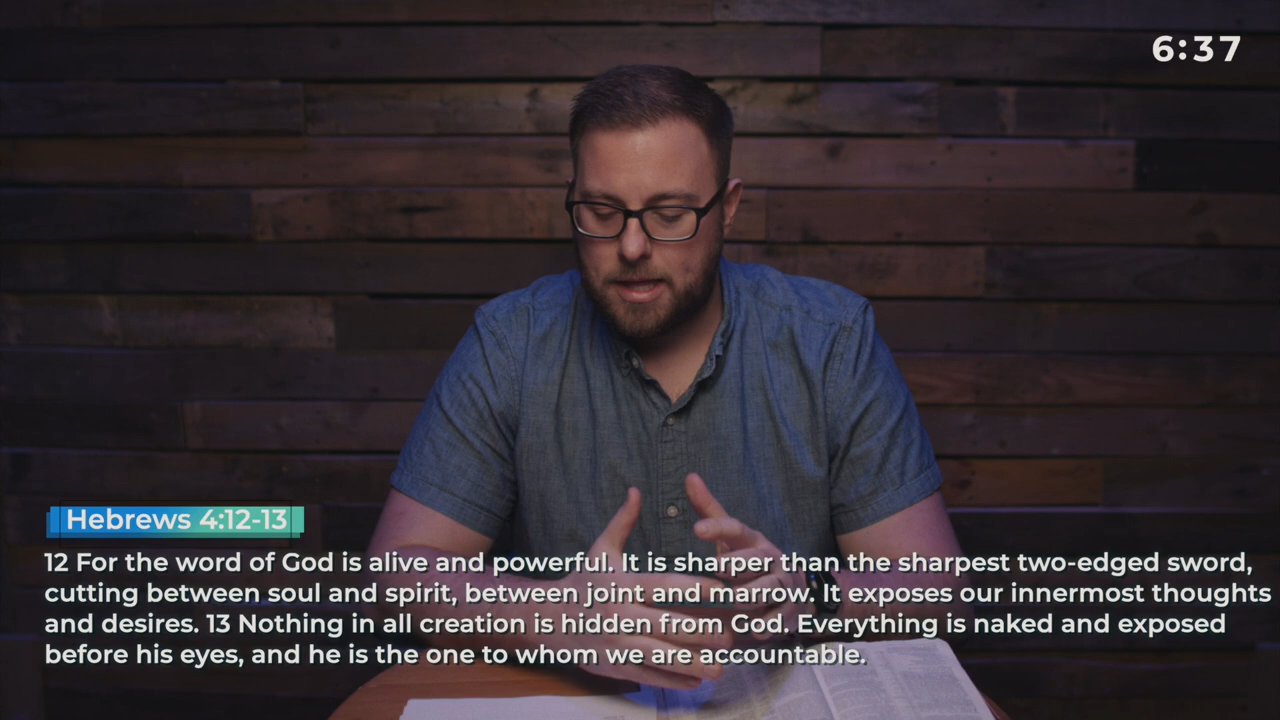 6:37
Hebrews 4:12-13
12 For the word of God is alive and powerful. It is sharper than the sharpest two-edged sword,
cutting between soul and spirit, between joint and marrow. It exposes our innermost thoughts
and desires. 13 Nothing in all creation is hidden from God. Everything is naked and exposed
before his eyes, and he is the one to whom we are accountable.